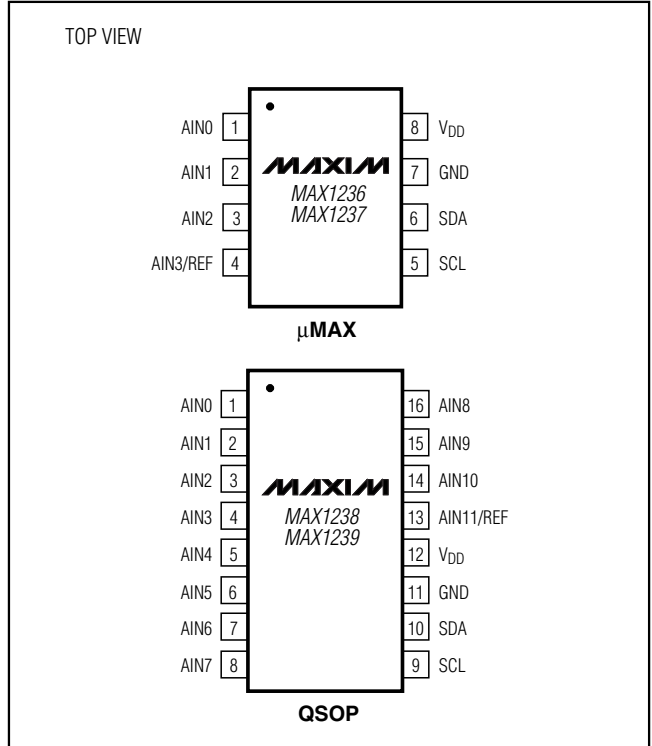 TOP VIEW
AIN0 1 8 VDD
AIN1 2 MAXIM 7 GND
MAX1236
AIN2 3 MAX1237 6 SDA
AIN3/REF 4 5 SCL
μMAX
AIN0 1 16 AIN8
AIN1 2 15 AIN9
AIN2 3 MAXIM 14 AIN10
AIN3 4 MAX1238 13 AIN11/REF
MAX1239
AIN4 5 12 VDD
AIN5 6 11 GND
AIN6 7 10 SDA
AIN7 8 9 SCL
QSOP